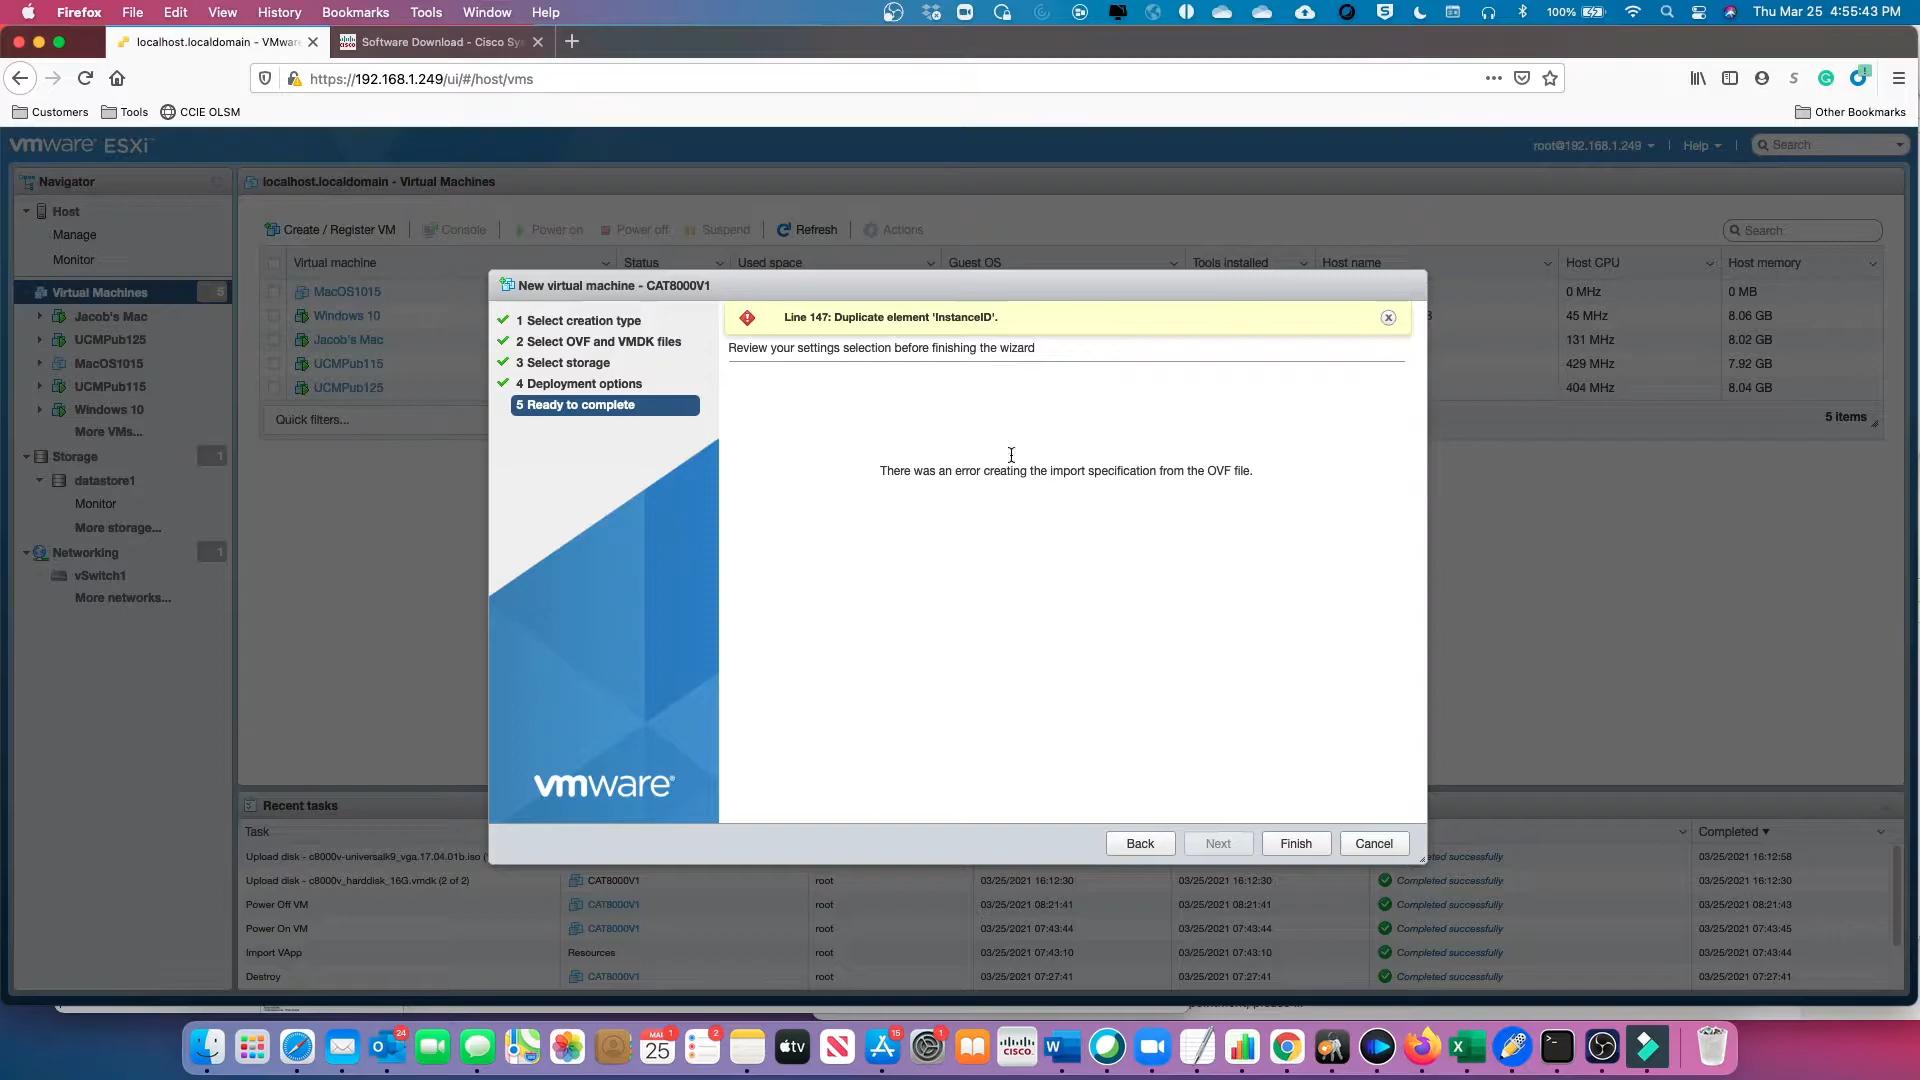 Firefox File Edit View History Bookmarks Tools Window Help 100% Thu Mar 25 4:55:43 PM
localhost.localdomain - VMware Software Download - Cisco Sy
https://192.168.1.249/ui/#/host/vms
Customers Tools CCIE OLSM Other Bookmarks
vmware ESXi root@192.168.1.249 Help Search
Navigator localhost.localdomain - Virtual Machines
Host
Manage Create / Register VM Console Power on Power off Suspend Refresh Actions Search
Monitor Virtual machine Status Used space Guest OS Tools installed Host name Host CPU Host memory
Virtual Machines 5 MacOS1015 0 MHz 0 MB
Jacob's Mac Windows 10 45 MHz 8.06 GB
UCMPub125 Jacob's Mac 131 MHz 8.02 GB
MacOS1015 UCMPub115 429 MHz 7.92 GB
UCMPub115 UCMPub125 404 MHz 8.04 GB
Windows 10 Quick filters... 5 items
More VMs...
Storage 1
datastore1
Monitor
More storage...
Networking 1
vSwitch1
More networks...
New virtual machine - CAT8000V1
1 Select creation type
2 Select OVF and VMDK files
3 Select storage
4 Deployment options
5 Ready to complete
Line 147: Duplicate element 'InstanceID'.
Review your settings selection before finishing the wizard
There was an error creating the import specification from the OVF file.
vmware
Back Next Finish Cancel
Recent tasks
Task Completed
Upload disk - c8000v-universalk9_vga.17.04.01b.iso ( ted successfully 03/25/2021 16:12:58
Upload disk - c8000v_harddisk_16G.vmdk (2 of 2) CAT8000V1 root 03/25/2021 16:12:30 03/25/2021 16:12:30 Completed successfully 03/25/2021 16:12:30
Power Off VM CAT8000V1 root 03/25/2021 08:21:41 03/25/2021 08:21:41 Completed successfully 03/25/2021 08:21:43
Power On VM CAT8000V1 root 03/25/2021 07:43:44 03/25/2021 07:43:44 Completed successfully 03/25/2021 07:43:45
Import VApp Resources root 03/25/2021 07:43:10 03/25/2021 07:43:10 Completed successfully 03/25/2021 07:43:44
Destroy CAT8000V1 root 03/25/2021 07:27:41 03/25/2021 07:27:41 Completed successfully 03/25/2021 07:27:41
24 MAR 1 25 2 tv 15 1 CISCO